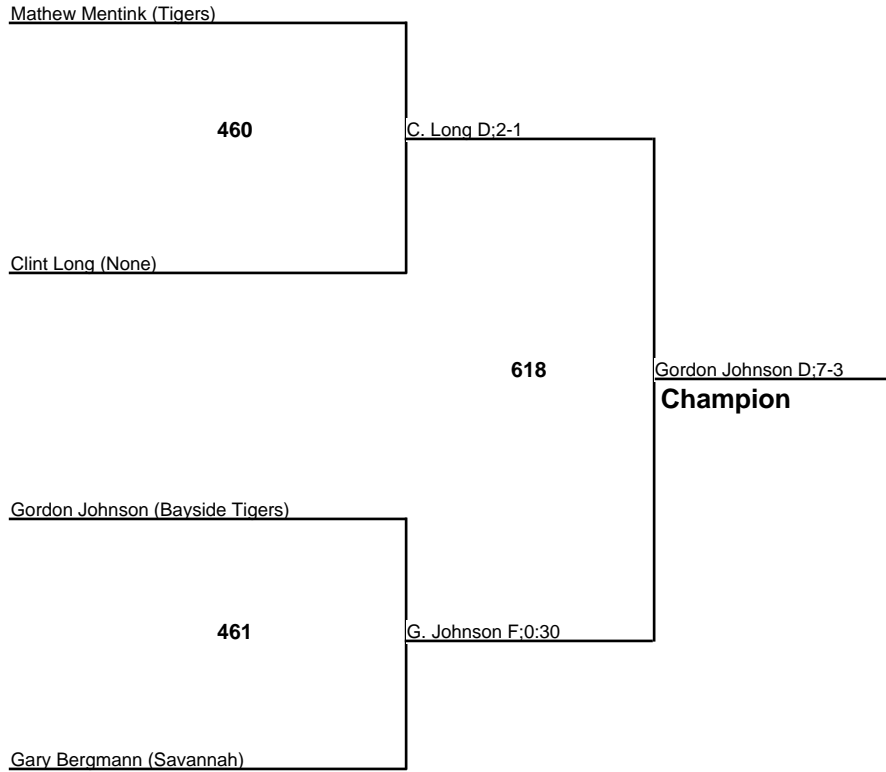 Mathew Mentink (Tigers)
460
C. Long D;2-1
Clint Long (None)
618
Gordon Johnson D;7-3
Champion
Gordon Johnson (Bayside Tigers)
461
G. Johnson F;0:30
Gary Bergmann (Savannah)